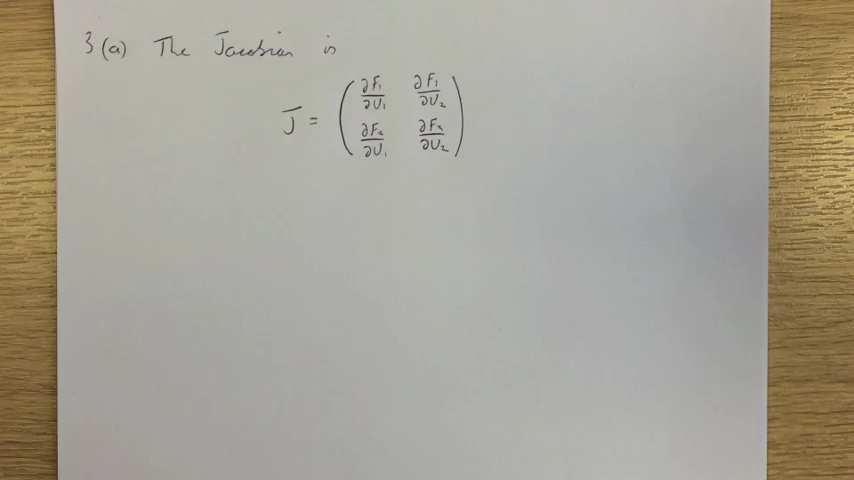 3 (a) The Jacobian is
J = ( ∂F₁/∂U₁ ∂F₁/∂U₂
∂F₂/∂U₁ ∂F₂/∂U₂ )